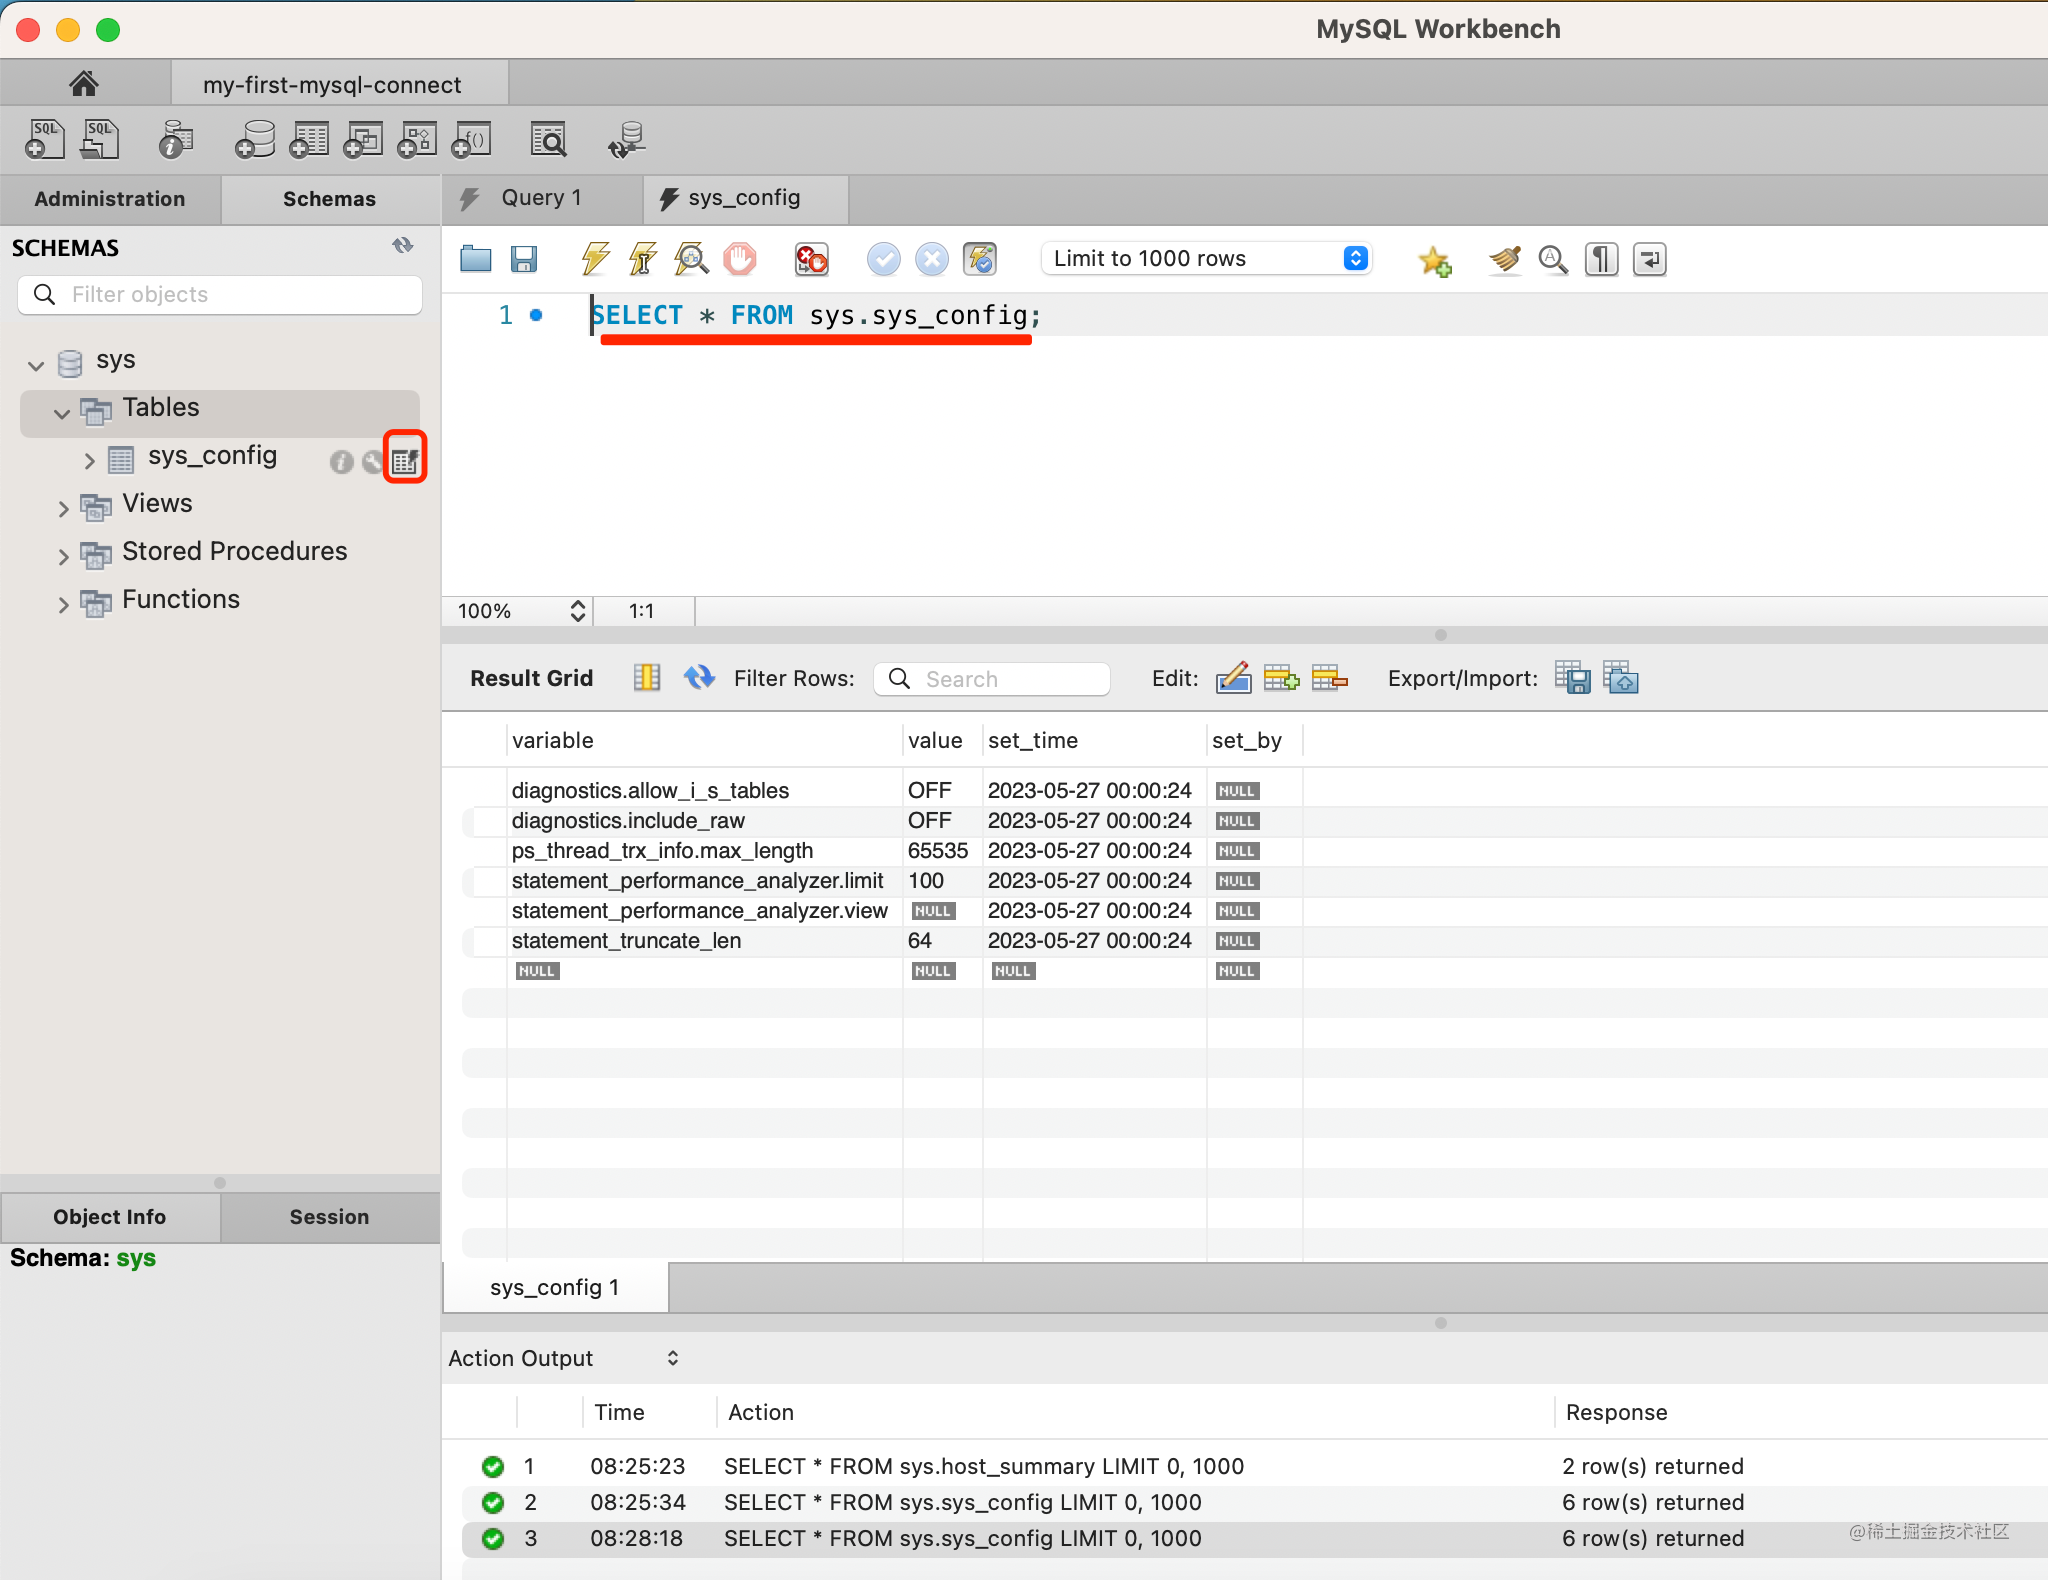 MySQL Workbench
my-first-mysql-connect
SQL SQL f()
Administration Schemas Query 1 sys_config
SCHEMAS
Limit to 1000 rows
Filter objects
1 SELECT * FROM sys.sys_config;
sys
Tables
sys_config
Views
Stored Procedures
Functions
100% 1:1
Result Grid Filter Rows: Search Edit: Export/Import:
variable value set_time set_by
diagnostics.allow_i_s_tables OFF 2023-05-27 00:00:24 NULL
diagnostics.include_raw OFF 2023-05-27 00:00:24 NULL
ps_thread_trx_info.max_length 65535 2023-05-27 00:00:24 NULL
statement_performance_analyzer.limit 100 2023-05-27 00:00:24 NULL
statement_performance_analyzer.view NULL 2023-05-27 00:00:24 NULL
statement_truncate_len 64 2023-05-27 00:00:24 NULL
NULL NULL NULL NULL
Object Info Session
Schema: sys
sys_config 1
Action Output
Time Action Response
1 08:25:23 SELECT * FROM sys.host_summary LIMIT 0, 1000 2 row(s) returned
2 08:25:34 SELECT * FROM sys.sys_config LIMIT 0, 1000 6 row(s) returned
3 08:28:18 SELECT * FROM sys.sys_config LIMIT 0, 1000 6 row(s) returned
@稀土掘金技术社区